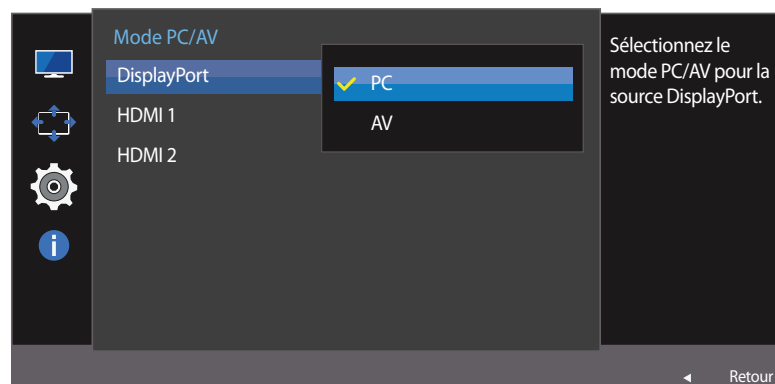 Mode PC/AV
DisplayPort
HDMI 1
HDMI 2
PC
AV
Sélectionnez le
mode PC/AV pour la
source DisplayPort.
Retour